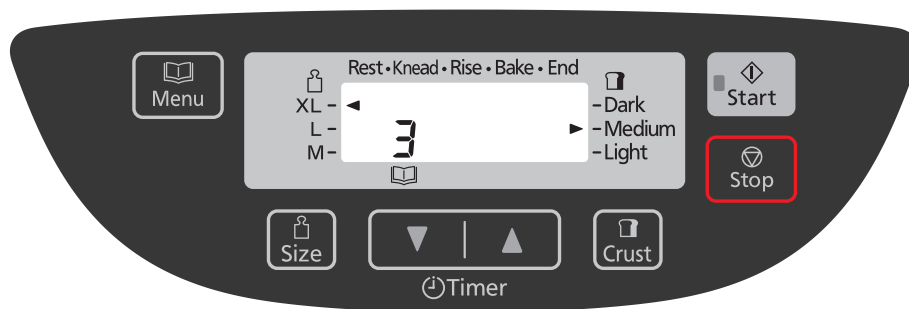 Menu
Rest • Knead • Rise • Bake • End
XL
L
M
3
Dark
Medium
Light
Start
Stop
Size
Timer
Crust